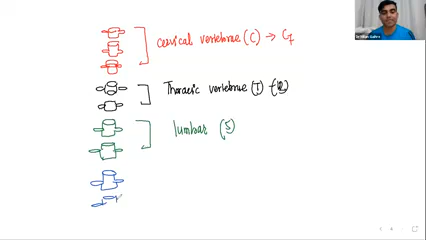 Cervical vertebrae (C) → C7
Thoracic vertebrae (T) - (12)
lumbar (5)